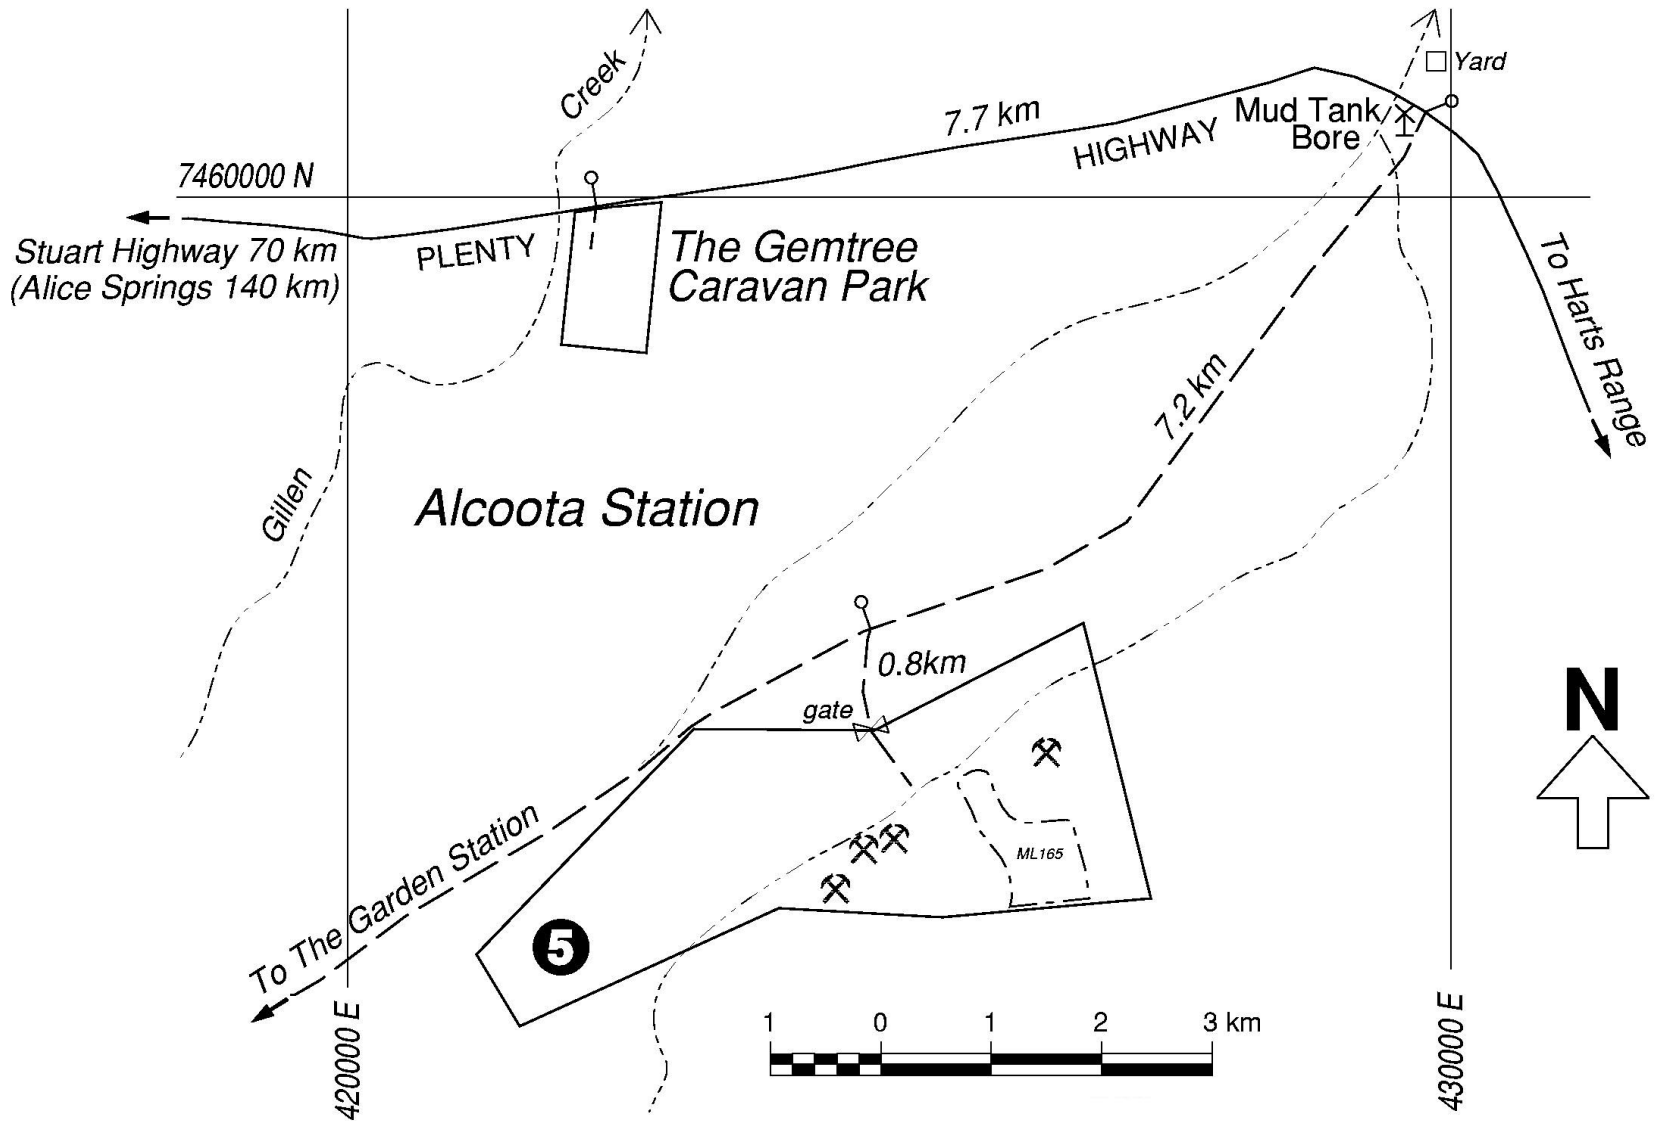 Creek
Yard
7.7 km
Mud Tank
Bore
HIGHWAY
7460000 N
Stuart Highway 70 km
(Alice Springs 140 km)
PLENTY
The Gemtree
Caravan Park
To Harts Range
7.2 km
Gillen
Alcoota Station
0.8km
gate
N
ML165
To The Garden Station
5
420000 E
430000 E
1 0 1 2 3 km